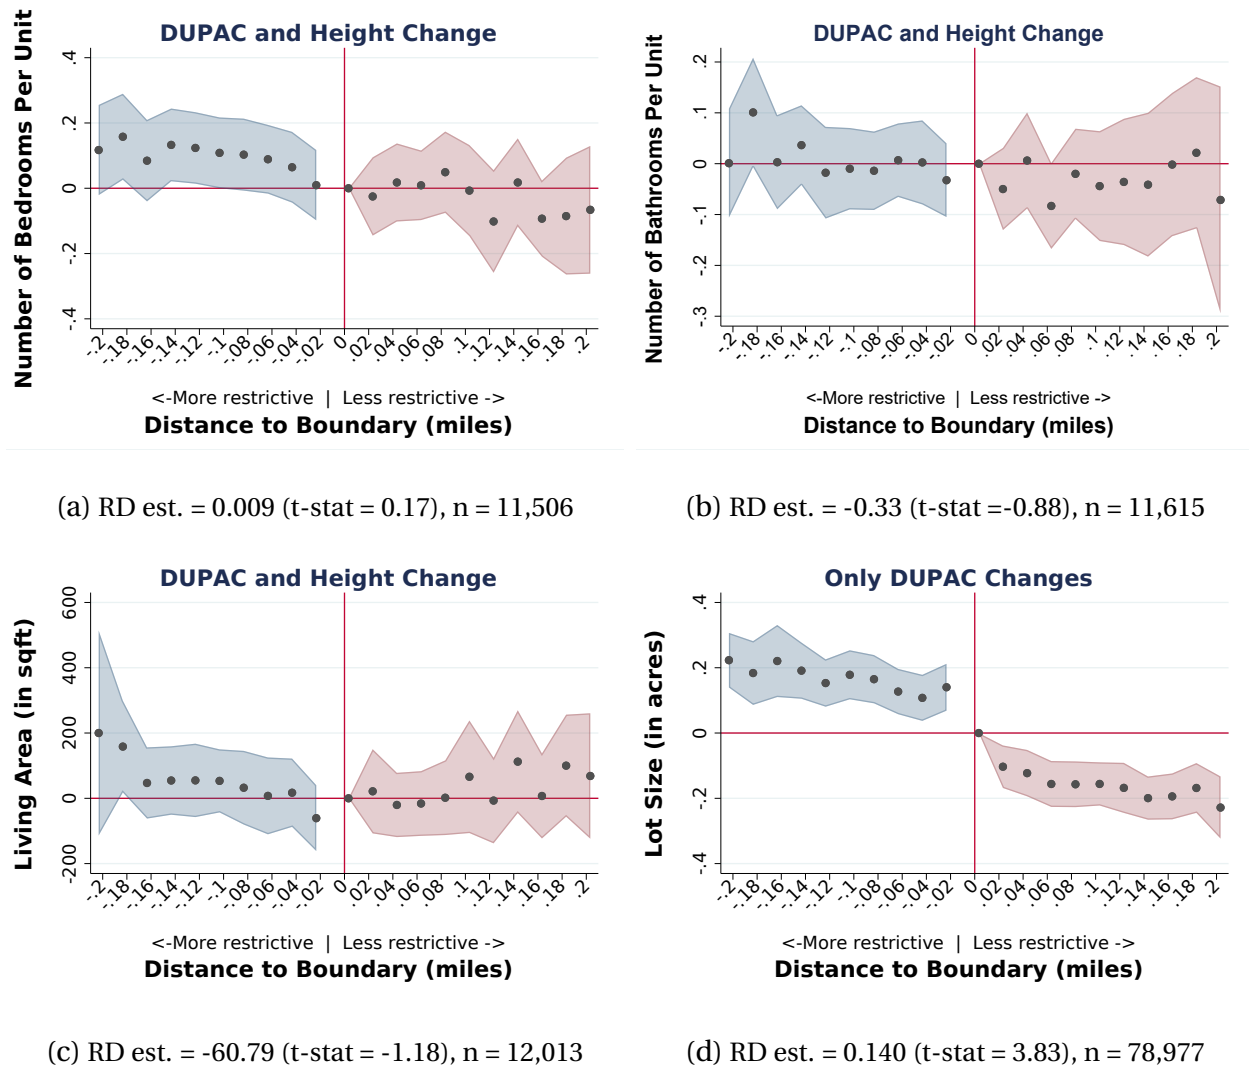 DUPAC and Height Change
Number of Bedrooms Per Unit
.4
.2
0
-.2
-.4
-.2 -.18 -.16 -.14 -.12 -.1 -.08 -.06 -.04 -.02 0 .02 .04 .06 .08 .1 .12 .14 .16 .18 .2
<-More restrictive | Less restrictive ->
Distance to Boundary (miles)
(a) RD est. = 0.009 (t-stat = 0.17), n = 11,506
DUPAC and Height Change
Number of Bathrooms Per Unit
.2
.1
0
-.1
-.2
-.3
-.2 -.18 -.16 -.14 -.12 -.1 -.08 -.06 -.04 -.02 0 .02 .04 .06 .08 .1 .12 .14 .16 .18 .2
<-More restrictive | Less restrictive ->
Distance to Boundary (miles)
(b) RD est. = -0.33 (t-stat =-0.88), n = 11,615
DUPAC and Height Change
Living Area (in sqft)
600
400
200
0
-200
-.2 -.18 -.16 -.14 -.12 -.1 -.08 -.06 -.04 -.02 0 .02 .04 .06 .08 .1 .12 .14 .16 .18 .2
<-More restrictive | Less restrictive ->
Distance to Boundary (miles)
(c) RD est. = -60.79 (t-stat = -1.18), n = 12,013
Only DUPAC Changes
Lot Size (in acres)
.4
.2
0
-.2
-.4
-.2 -.18 -.16 -.14 -.12 -.1 -.08 -.06 -.04 -.02 0 .02 .04 .06 .08 .1 .12 .14 .16 .18 .2
<-More restrictive | Less restrictive ->
Distance to Boundary (miles)
(d) RD est. = 0.140 (t-stat = 3.83), n = 78,977